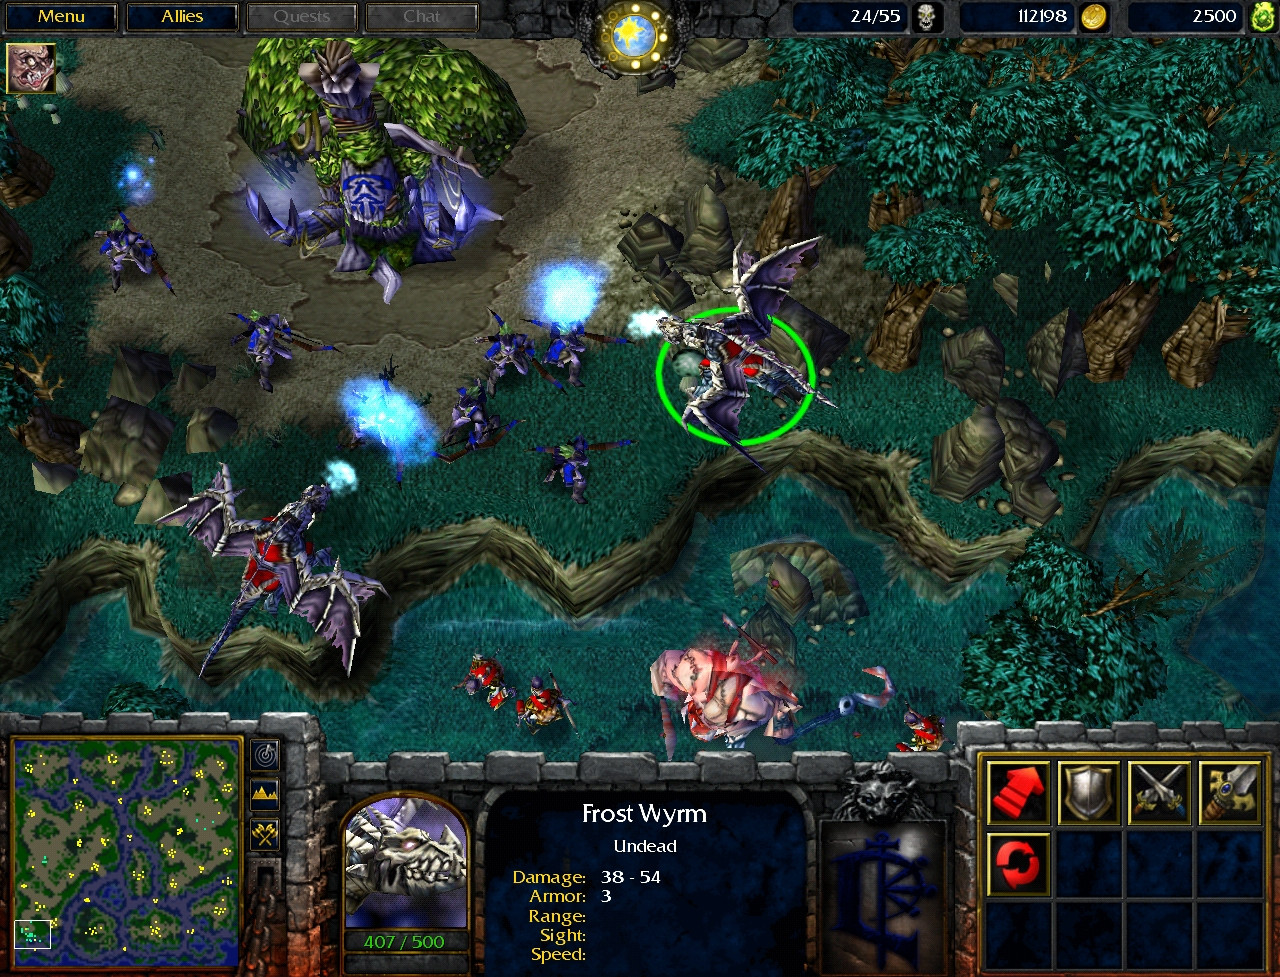 Menu
Allies
Quests
Chat
24/55
112198
2500
Frost Wyrm
Undead
Damage: 38 - 54
Armor: 3
Range:
Sight:
Speed:
407 / 500